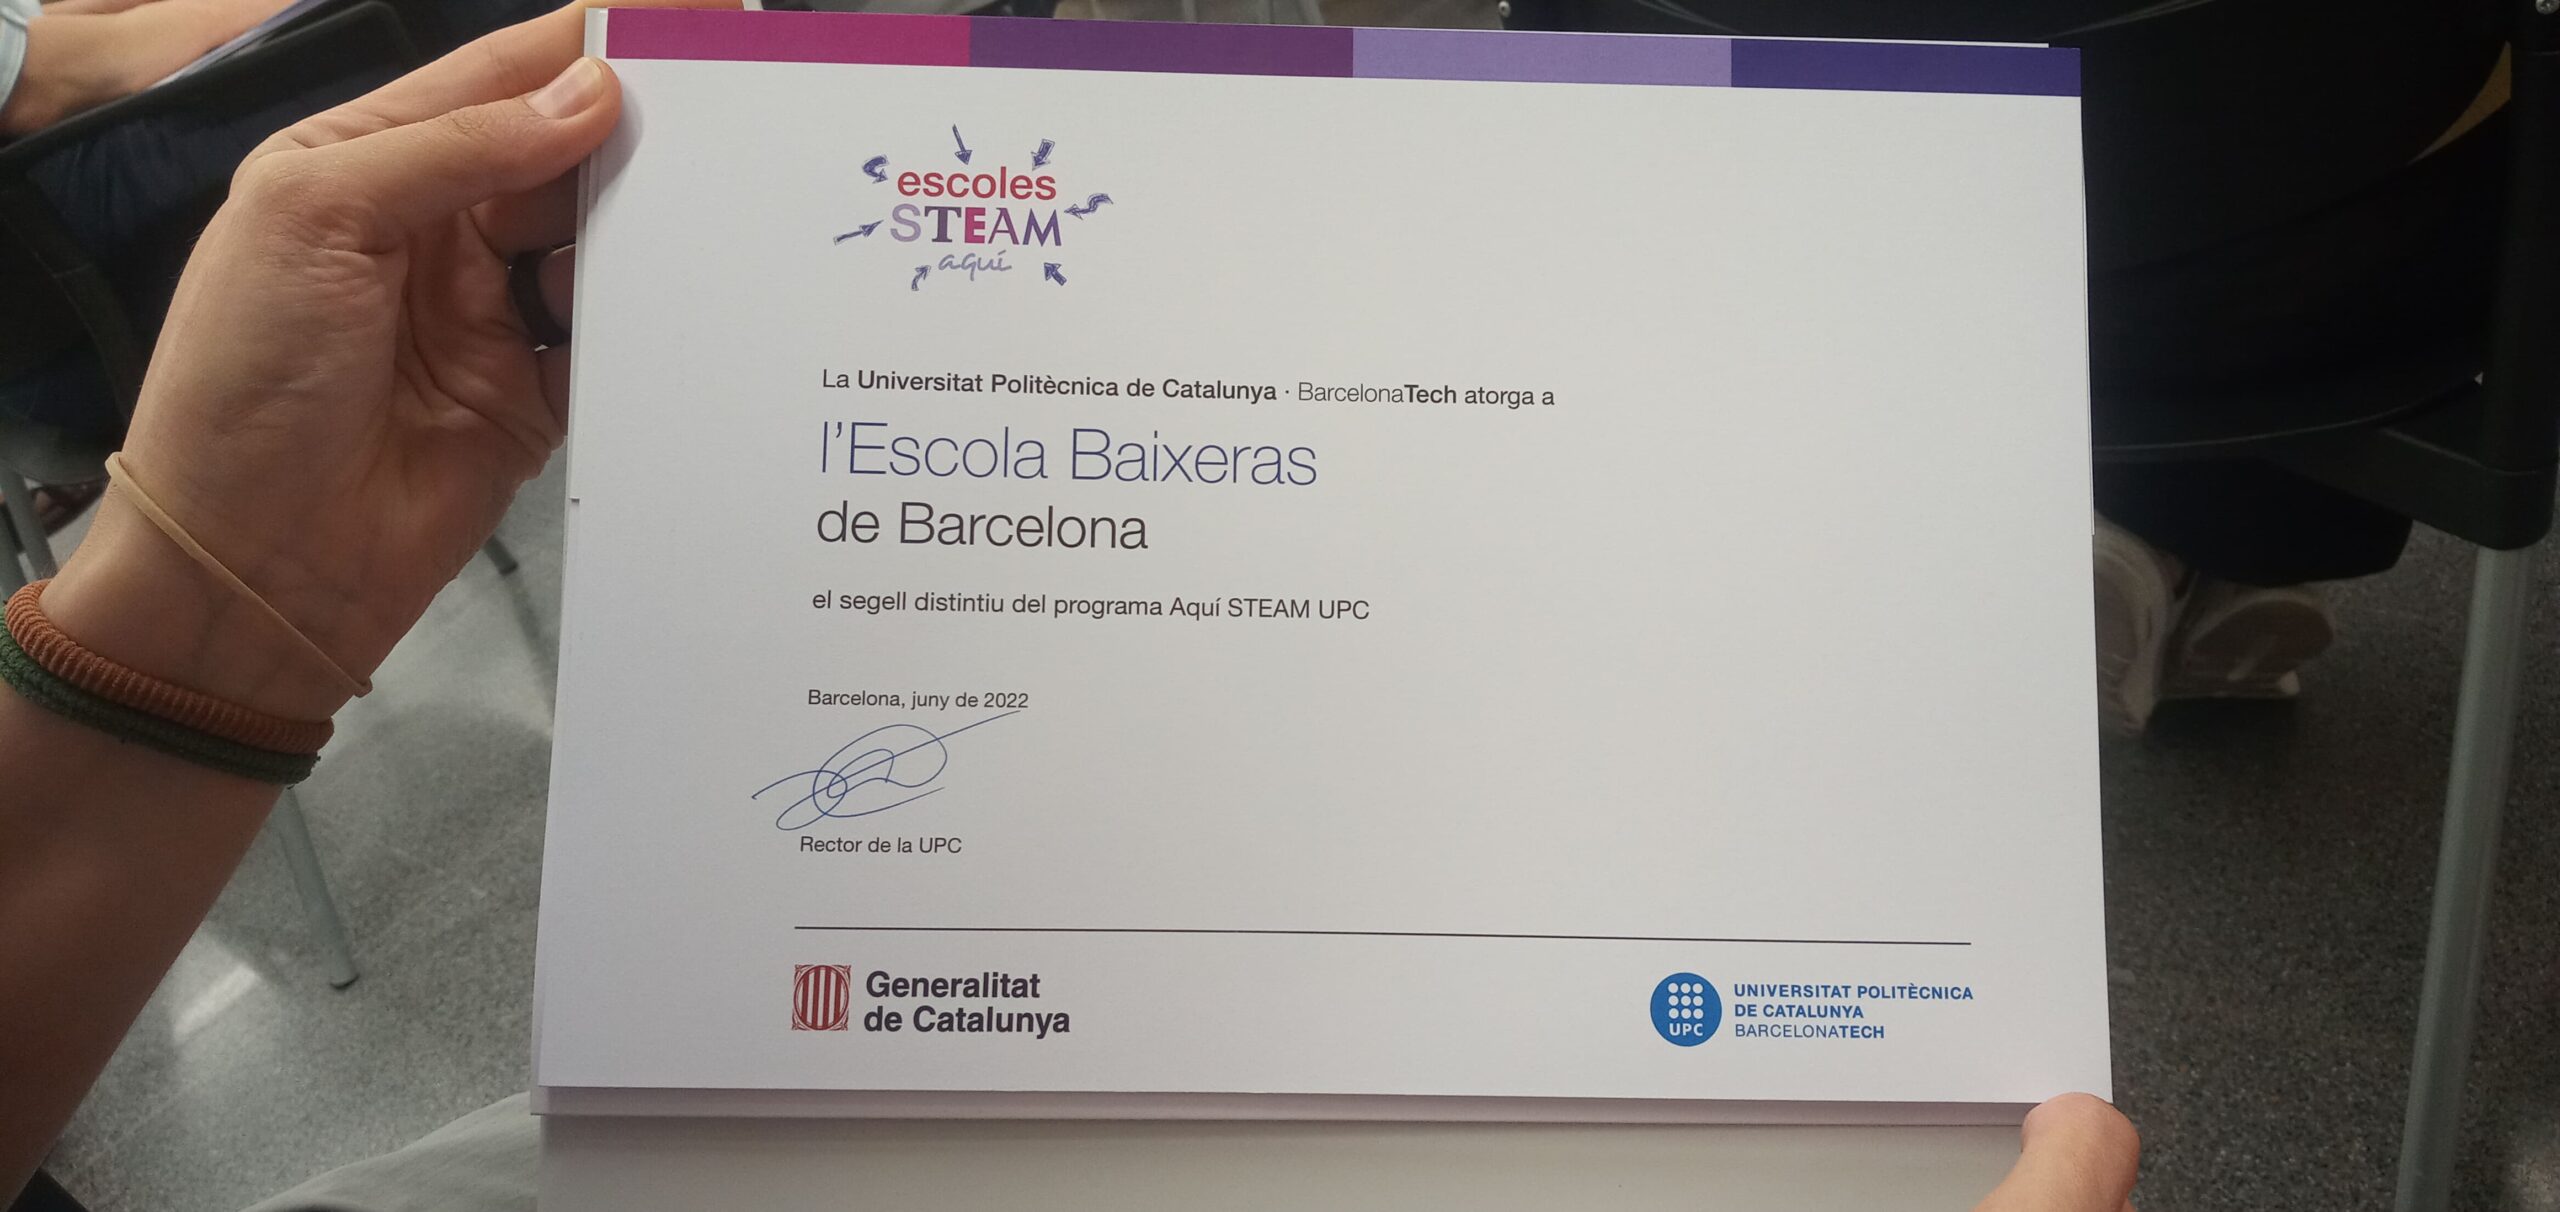 escoles
STEAM
aquí
La Universitat Politècnica de Catalunya · BarcelonaTech atorga a
l'Escola Baixeras
de Barcelona
el segell distintiu del programa Aquí STEAM UPC
Barcelona, juny de 2022
Rector de la UPC
Generalitat
de Catalunya
UPC
UNIVERSITAT POLITÈCNICA
DE CATALUNYA
BARCELONATECH